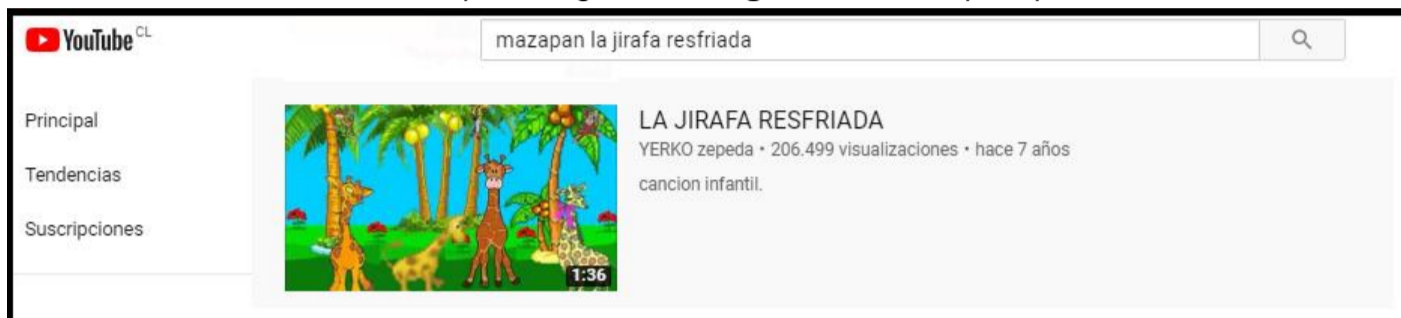 YouTube CL
mazapan la jirafa resfriada
Principal
Tendencias
Suscripciones
1:36
LA JIRAFA RESFRIADA
YERKO zepeda • 206.499 visualizaciones • hace 7 años
cancion infantil.